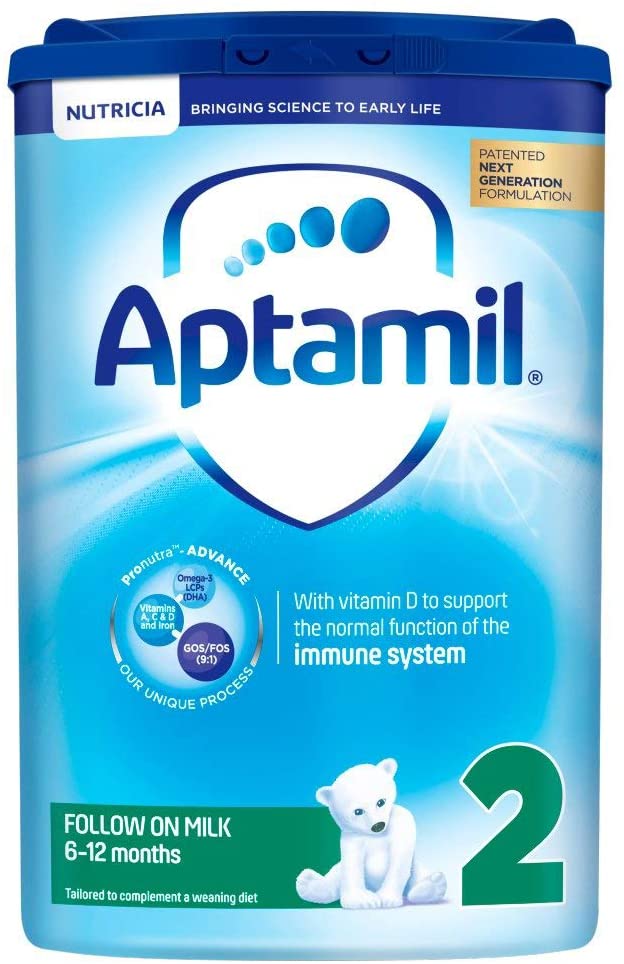 NUTRICIA
BRINGING SCIENCE TO EARLY LIFE
PATENTED
NEXT
GENERATION
FORMULATION
Aptamil®
Pronutra™-ADVANCE
Omega-3
LCPs
(DHA)
Vitamins
A, C & D
and Iron
GOS/FOS
(9:1)
OUR UNIQUE PROCESS
With vitamin D to support
the normal function of the
immune system
FOLLOW ON MILK
6-12 months
Tailored to complement a weaning diet
2